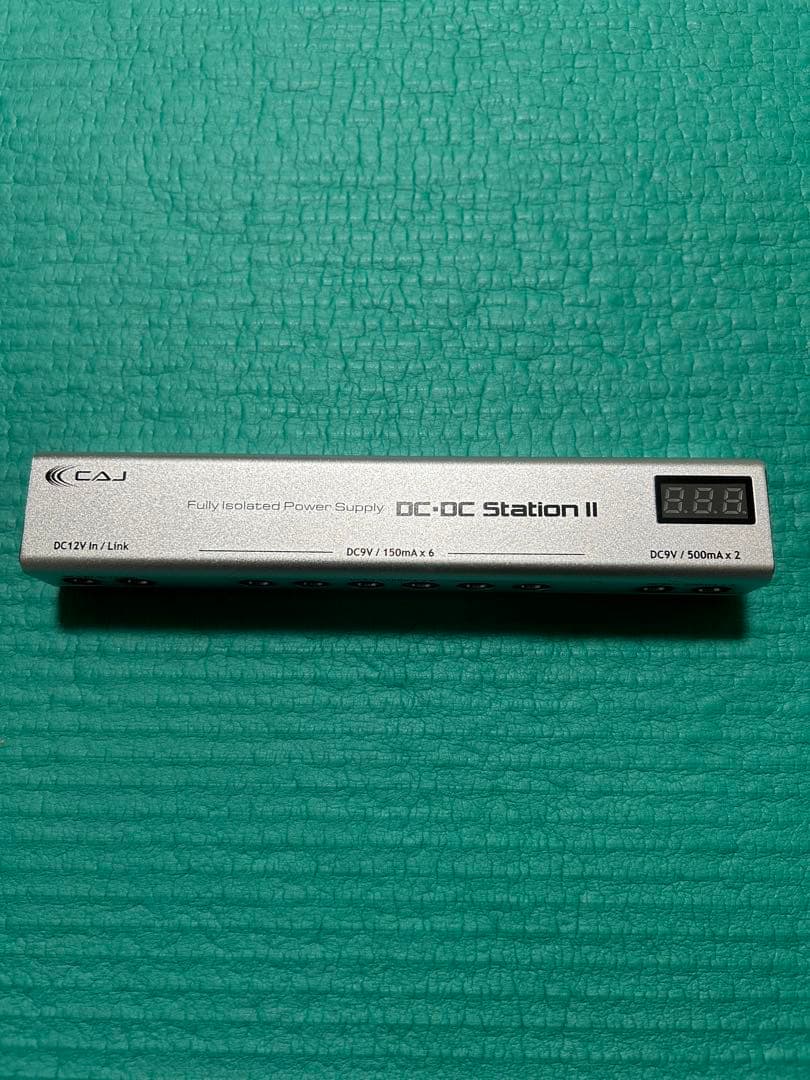 CAJ
Fully Isolated Power Supply DC-DC Station II
DC12V In / Link
DC9V / 150mA x 6
DC9V / 500mA x 2